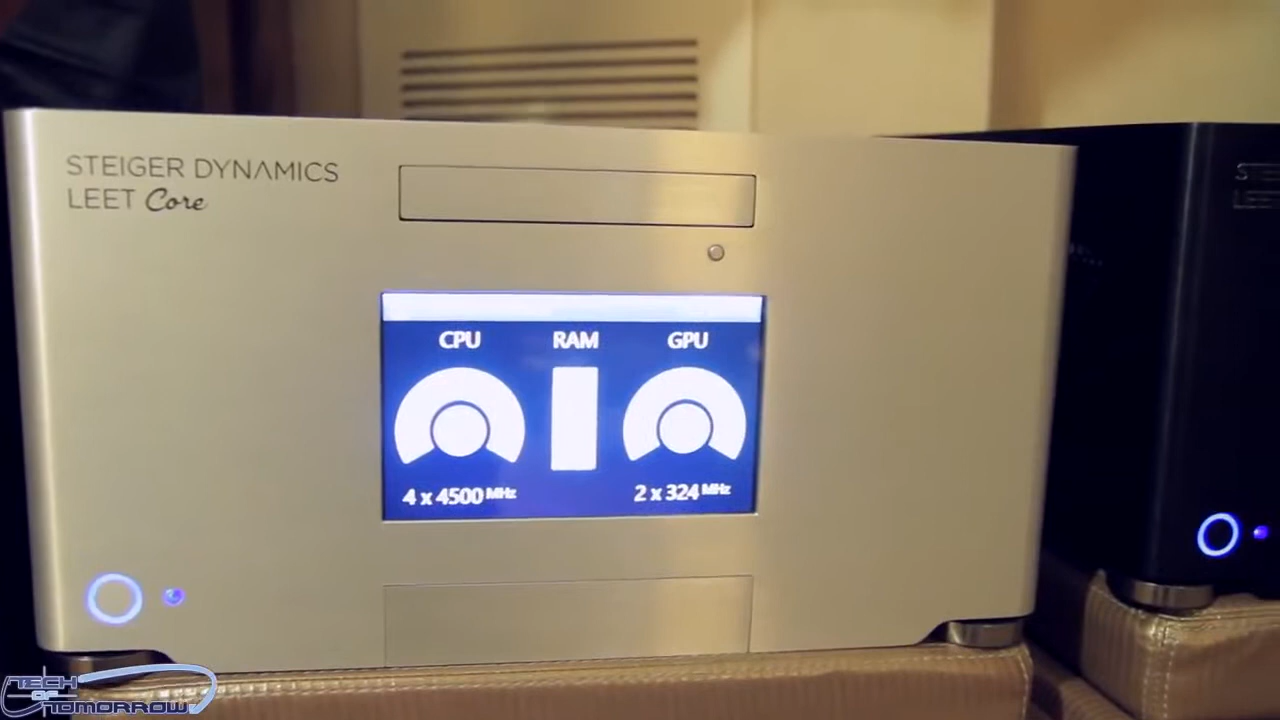 STEIGER DYNAMICS
LEET Core
CPU RAM GPU
4 x 4500 MHz 2 x 324 MHz
TECH
OF
TOMORROW